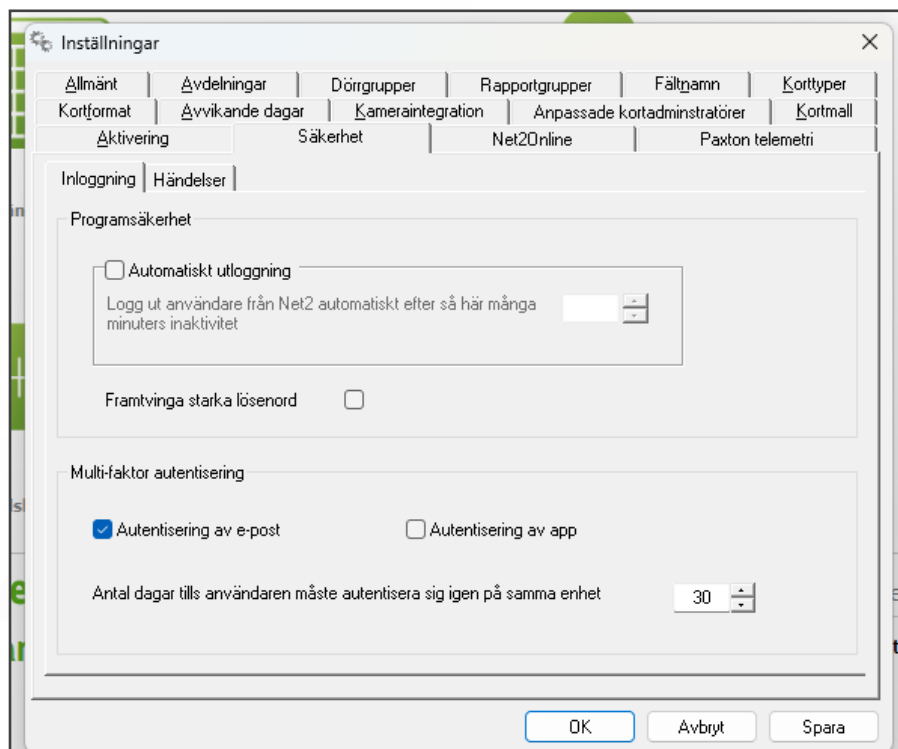 Inställningar
Allmänt Avdelningar Dörrgrupper Rapportgrupper Fältnamn Korttyper
Kortformat Avvikande dagar Kameraintegration Anpassade kortadminstratörer Kortmall
Aktivering Säkerhet Net2Online Paxton telemetri
Inloggning Händelser
Programsäkerhet
Automatiskt utloggning
Logg ut användare från Net2 automatiskt efter så här många
minuters inaktivitet
Framtvinga starka lösenord
Multi-faktor autentisering
Autentisering av e-post Autentisering av app
Antal dagar tills användaren måste autentisera sig igen på samma enhet 30
OK Avbryt Spara